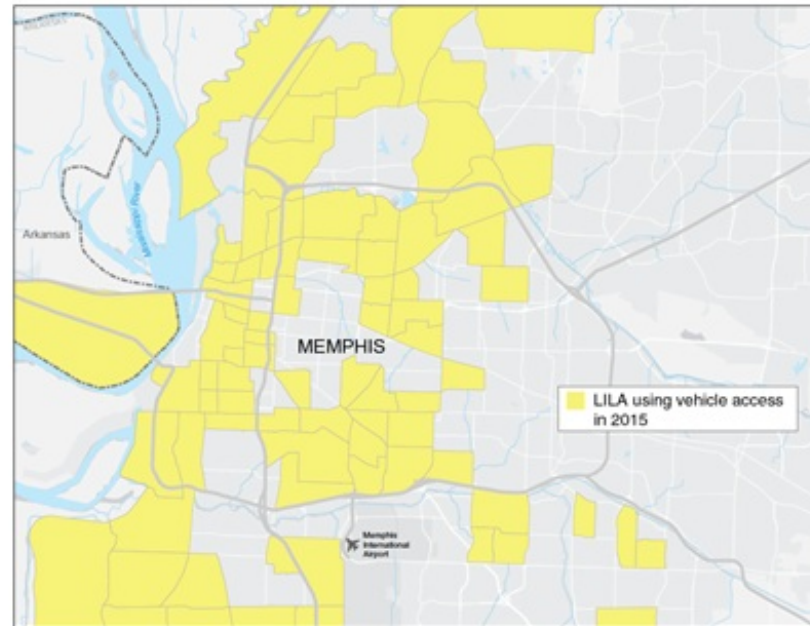 Arkansas
Mississippi River
MEMPHIS
LILA using vehicle access
in 2015
Memphis
International
Airport